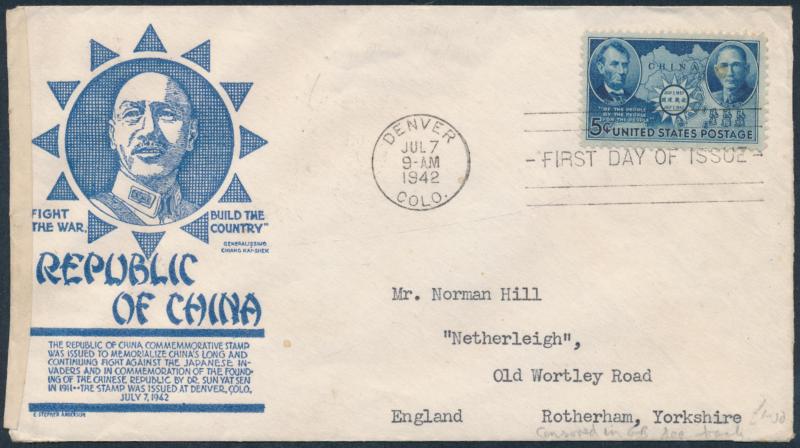 FIGHT
THE WAR,
BUILD THE
COUNTRY"
GENERALISSIMO
CHIANG KAI-SHEK
REPUBLIC
OF CHINA
THE REPUBLIC OF CHINA COMMEMMORATIVE STAMP
WAS ISSUED TO MEMORIALIZE CHINA'S LONG AND
CONTINUING FIGHT AGAINST THE JAPANESE IN-
VADERS AND IN COMMEMORATION OF THE FOUND-
ING OF THE CHINESE REPUBLIC BY DR. SUN YAT SEN
IN 1911--THE STAMP WAS ISSUED AT DENVER, COLO.
JULY 7, 1942
C. STEPHEN ANDERSON
DENVER
JUL 7
9-AM
1942
COLO.
CHINA
"OF THE PEOPLE
BY THE PEOPLE
FOR THE PEOPLE"
5¢ UNITED STATES POSTAGE
-FIRST DAY OF ISSUE-
Mr. Norman Hill
"Netherleigh",
Old Wortley Road
England Rotherham, Yorkshire
Censored in GB see back